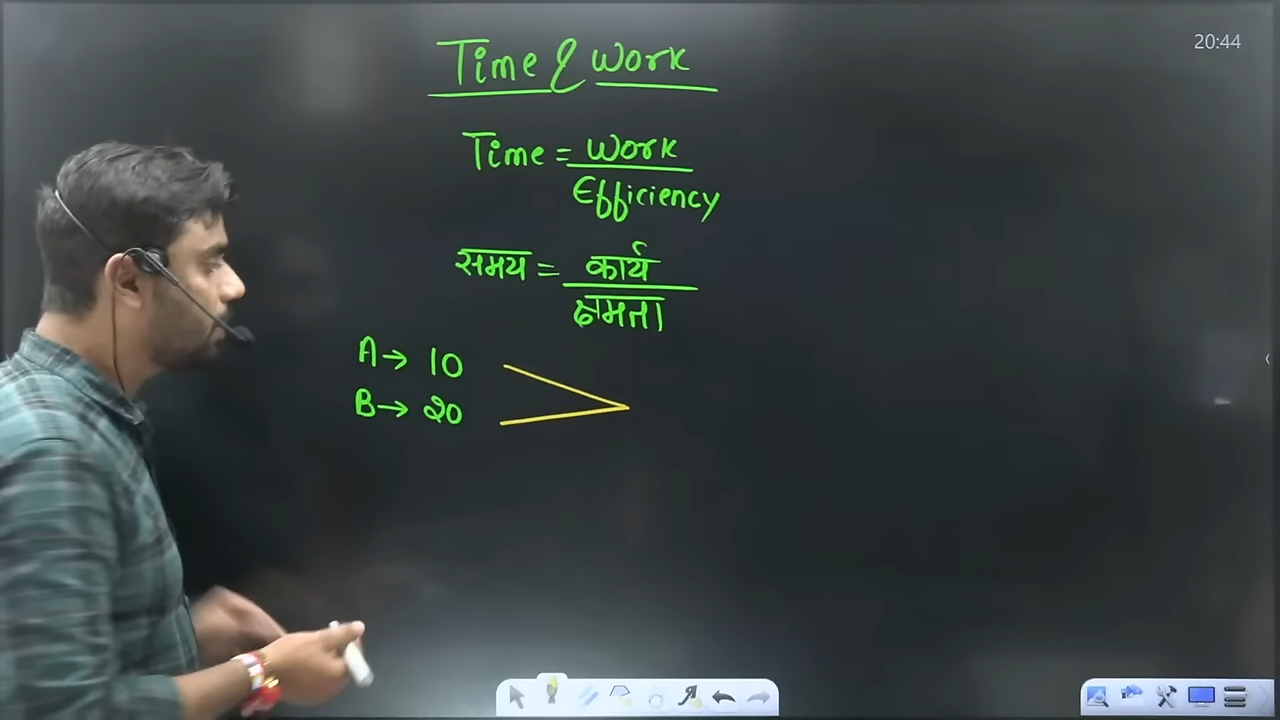 20:44
Time & Work
Time = Work
Efficiency
समय = कार्य
क्षमता
A→ 10
B→ 20